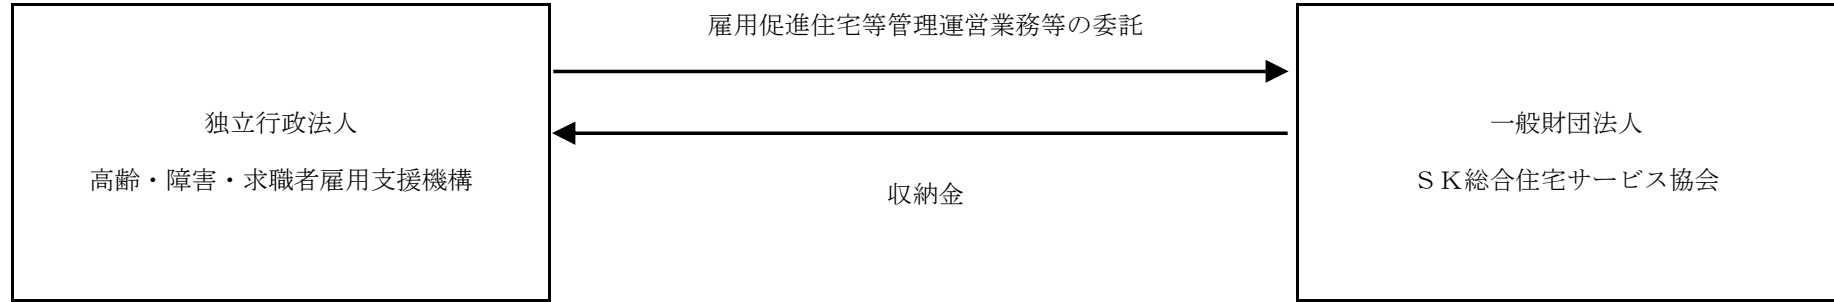 雇用促進住宅等管理運営業務等の委託
独立行政法人
高齢・障害・求職者雇用支援機構
収納金
一般財団法人
ＳＫ総合住宅サービス協会